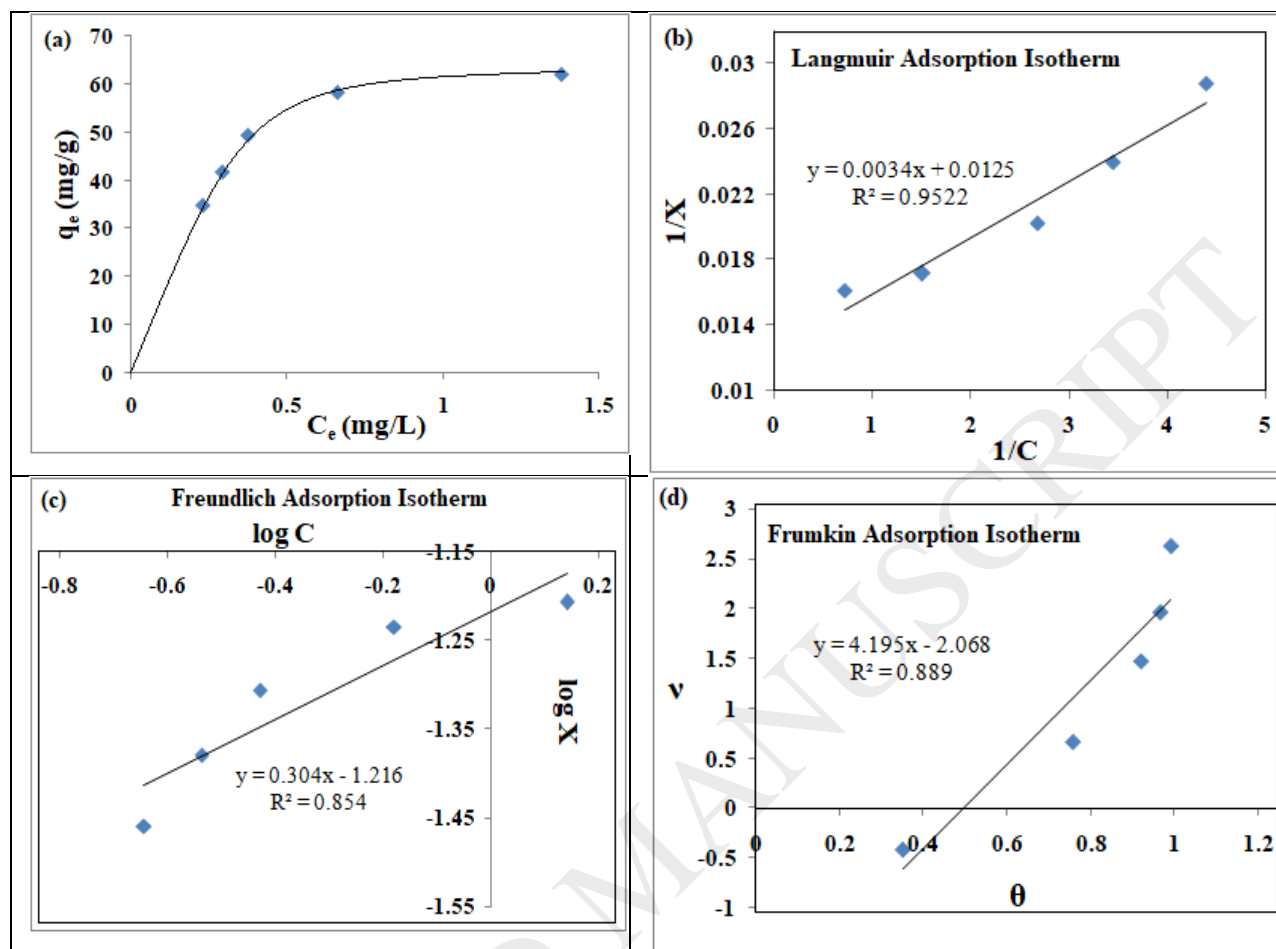 (a)
70
60
50
40
30
20
10
0
qe (mg/g)
0 0.5 1 1.5
Ce (mg/L)
(b)
Langmuir Adsorption Isotherm
0.03
0.026
0.022
0.018
0.014
0.01
1/X
y = 0.0034x + 0.0125
R² = 0.9522
0 1 2 3 4 5
1/C
(c)
Freundlich Adsorption Isotherm
log C
-0.8 -0.6 -0.4 -0.2 0 0.2
-1.15
-1.25
-1.35
-1.45
-1.55
log X
y = 0.304x - 1.216
R² = 0.854
(d)
Frumkin Adsorption Isotherm
3
2.5
2
1.5
1
0.5
0
-0.5
-1
ν
y = 4.195x - 2.068
R² = 0.889
0 0.2 0.4 0.6 0.8 1 1.2
θ
MANUSCRIPT